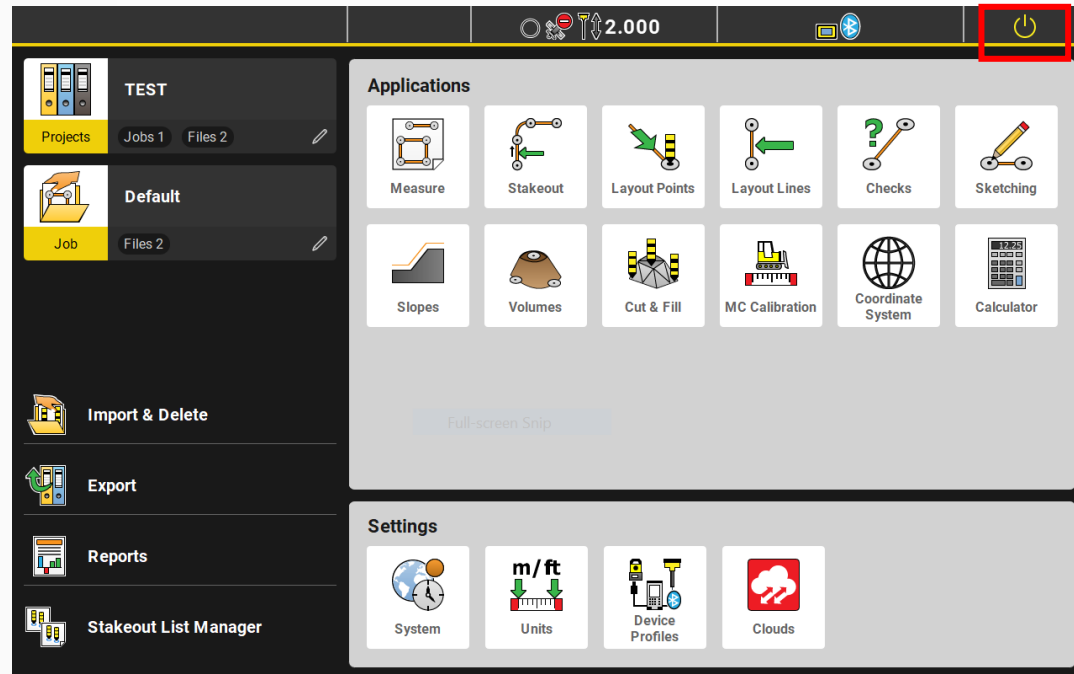 2.000
TEST
Projects
Jobs 1
Files 2
Default
Job
Files 2
Import & Delete
Export
Reports
Stakeout List Manager
Applications
Measure
Stakeout
Layout Points
Layout Lines
Checks
Sketching
Slopes
Volumes
Cut & Fill
MC Calibration
Coordinate
System
12.25
Calculator
Full-screen Snip
Settings
System
m/ft
Units
Device
Profiles
Clouds